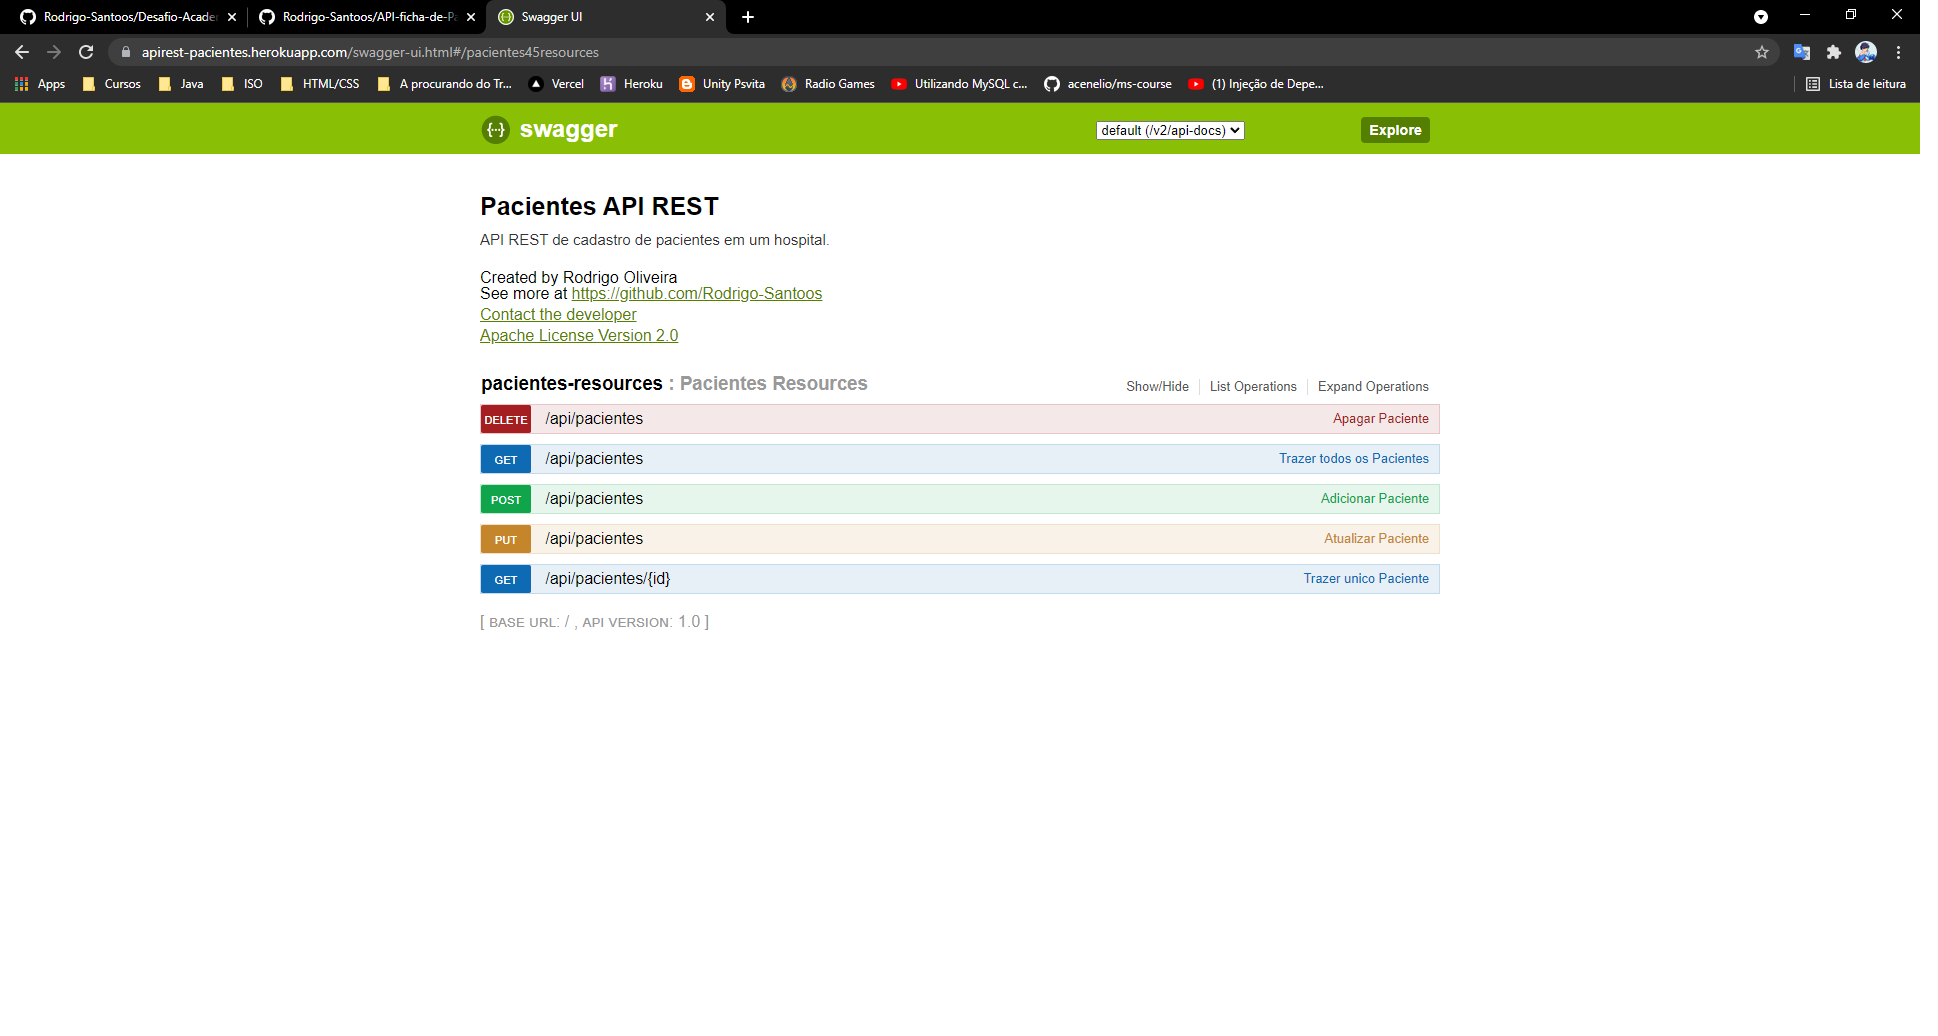 Rodrigo-Santoos/Desafio-Acade
Rodrigo-Santoos/API-ficha-de-Pa
Swagger UI
apirest-pacientes.herokuapp.com/swagger-ui.html#/pacientes45resources
Apps
Cursos
Java
ISO
HTML/CSS
A procurando do Tr...
Vercel
Heroku
Unity Psvita
Radio Games
Utilizando MySQL c...
acenelio/ms-course
(1) Injeção de Depe...
Lista de leitura
{··} swagger
default (/v2/api-docs)
Explore
Pacientes API REST
API REST de cadastro de pacientes em um hospital.
Created by Rodrigo Oliveira
See more at https://github.com/Rodrigo-Santoos
Contact the developer
Apache License Version 2.0
pacientes-resources : Pacientes Resources
Show/Hide
List Operations
Expand Operations
DELETE /api/pacientes Apagar Paciente
GET /api/pacientes Trazer todos os Pacientes
POST /api/pacientes Adicionar Paciente
PUT /api/pacientes Atualizar Paciente
GET /api/pacientes/{id} Trazer unico Paciente
[ BASE URL: / , API VERSION: 1.0 ]